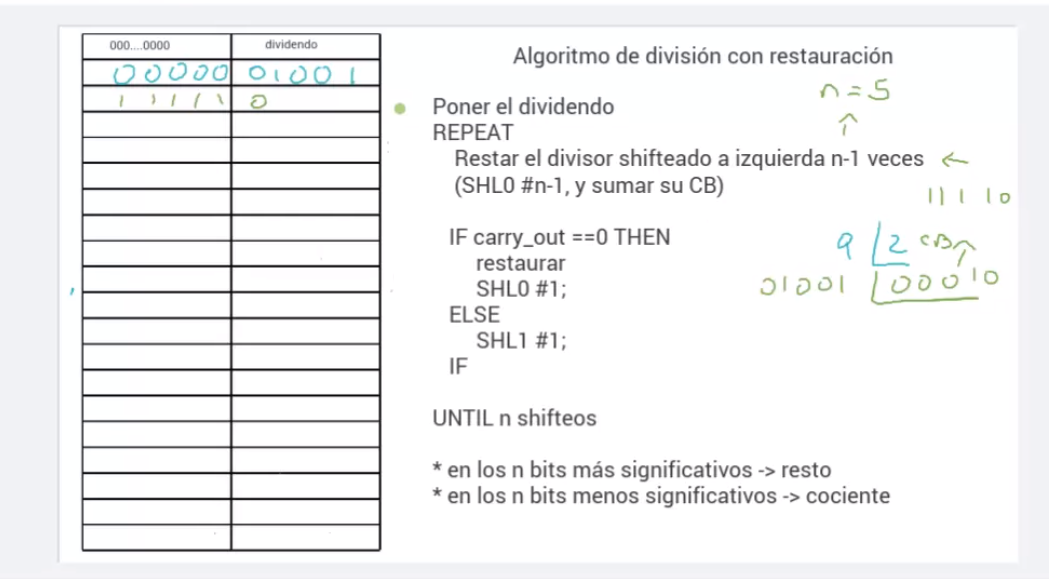 000....0000 dividendo
00000 01001
11111 0
Algoritmo de división con restauración
n = 5
Poner el dividendo
REPEAT
Restar el divisor shifteado a izquierda n-1 veces ←
(SHL0 #n-1, y sumar su CB)
11110
IF carry_out ==0 THEN
9 2 CB
restaurar
SHL0 #1;
01001 00010
ELSE
SHL1 #1;
IF
UNTIL n shifteos
* en los n bits más significativos -> resto
* en los n bits menos significativos -> cociente